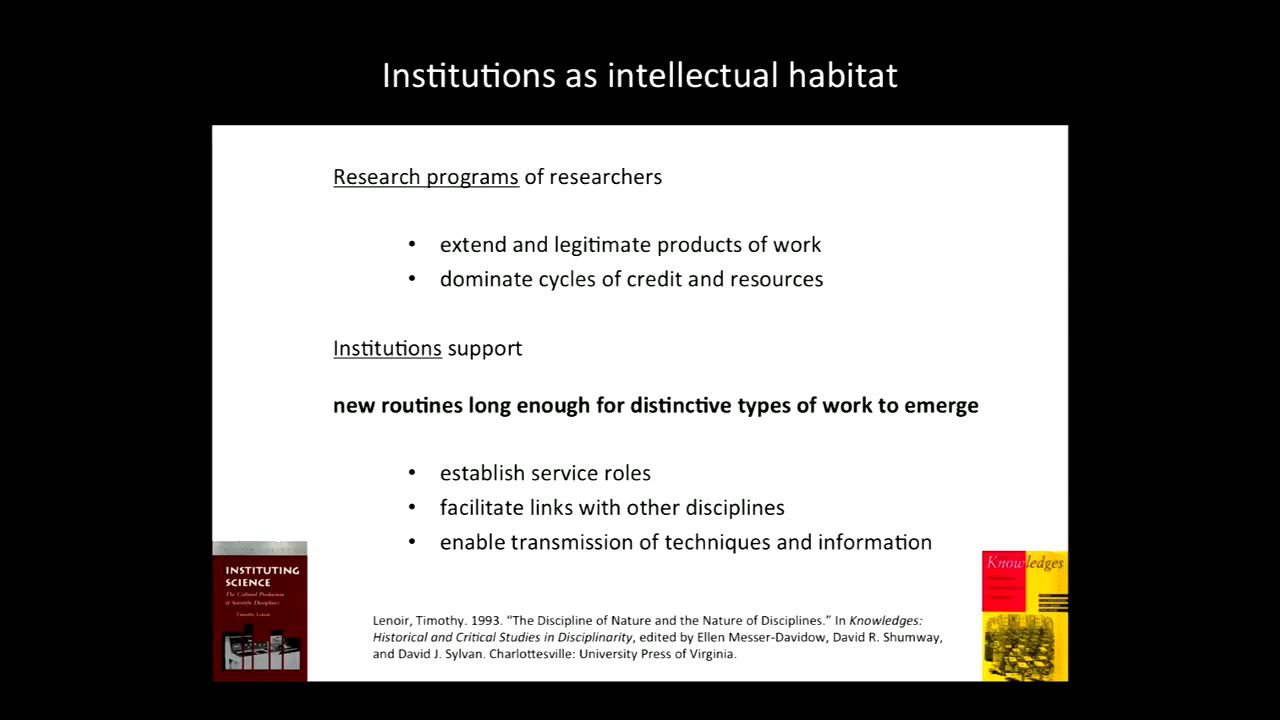 Institutions as intellectual habitat
Research programs of researchers
• extend and legitimate products of work
• dominate cycles of credit and resources
Institutions support
new routines long enough for distinctive types of work to emerge
• establish service roles
• facilitate links with other disciplines
• enable transmission of techniques and information
INSTITUTING
SCIENCE
The Cultural Production
of Scientific Disciplines
Timothy Lenoir
Knowledges
Lenoir, Timothy. 1993. “The Discipline of Nature and the Nature of Disciplines.” In Knowledges:
Historical and Critical Studies in Disciplinarity, edited by Ellen Messer-Davidow, David R. Shumway,
and David J. Sylvan. Charlottesville: University Press of Virginia.